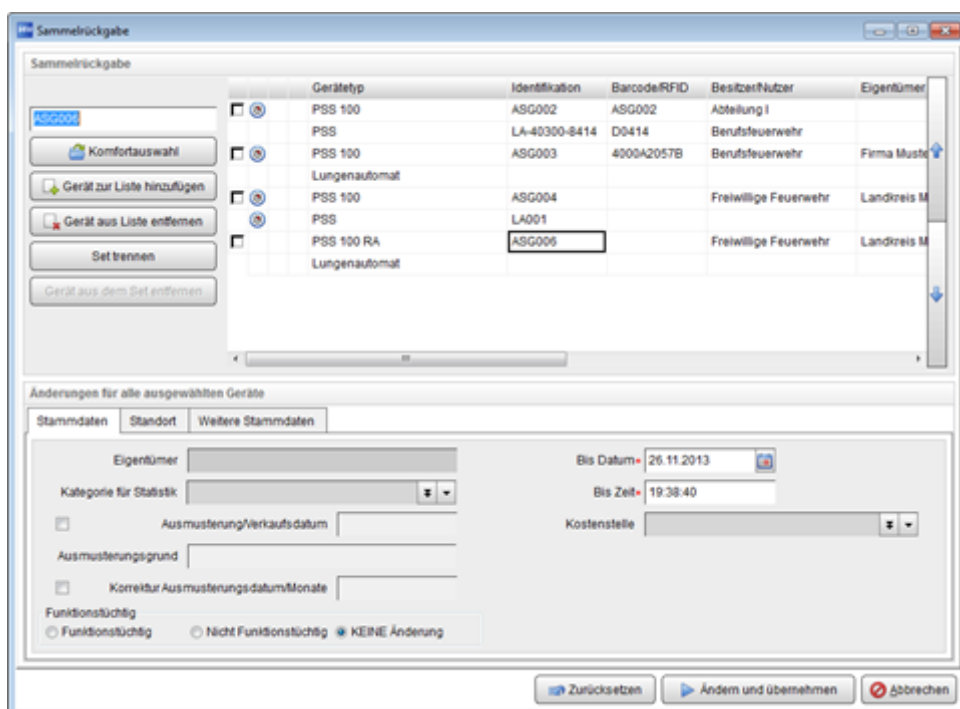 Sammelrückgabe
Sammelrückgabe
Gerätetyp Identifikation Barcode/RFID Besitzer/Nutzer Eigentümer
ASG006
Komfortauswahl
Gerät zur Liste hinzufügen
Gerät aus Liste entfernen
Set trennen
Gerät aus dem Set entfernen
PSS 100 ASG002 ASG002 Abteilung I
PSS LA-40300-8414 D0414 Berufsfeuerwehr
PSS 100 ASG003 4000A2057B Berufsfeuerwehr Firma Muste
Lungenautomat
PSS 100 ASG004 Freiwillige Feuerwehr Landkreis M
PSS LA001
PSS 100 RA ASG006 Freiwillige Feuerwehr Landkreis M
Lungenautomat
Änderungen für alle ausgewählten Geräte
Stammdaten Standort Weitere Stammdaten
Eigentümer Bis Datum* 26.11.2013
Kategorie für Statistik Bis Zeit* 19:38:40
Ausmusterung/Verkaufsdatum Kostenstelle
Ausmusterungsgrund
Korrektur Ausmusterungsdatum/Monate
Funktionstüchtig
Funktionstüchtig Nicht Funktionstüchtig KEINE Änderung
Zurücksetzen Ändern und übernehmen Abbrechen